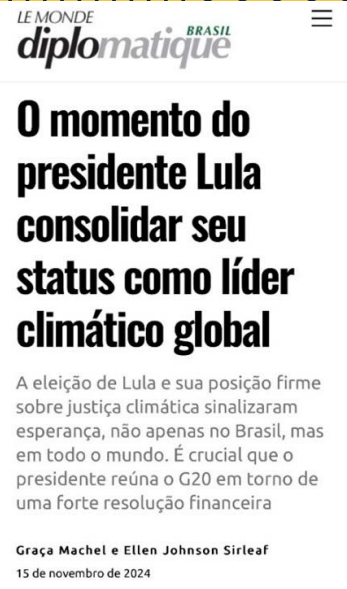 LE MONDE
diplomatique BRASIL
O momento do
presidente Lula
consolidar seu
status como líder
climático global
A eleição de Lula e sua posição firme
sobre justiça climática sinalizaram
esperança, não apenas no Brasil, mas
em todo o mundo. É crucial que o
presidente reúna o G20 em torno de
uma forte resolução financeira
Graça Machel e Ellen Johnson Sirleaf
15 de novembro de 2024